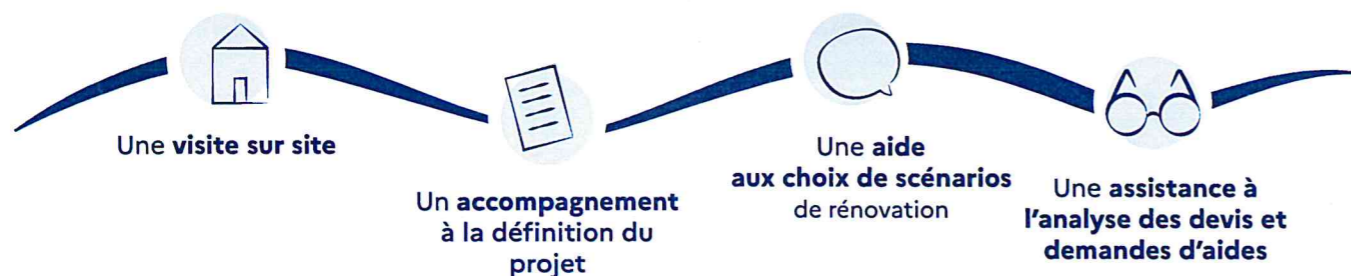 Une visite sur site
Un accompagnement
à la définition du
projet
Une aide
aux choix de scénarios
de rénovation
Une assistance à
l'analyse des devis et
demandes d'aides